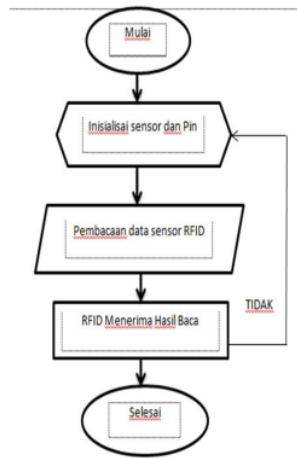 Mulai
Inisialisai sensor dan Pin
Pembacaan data sensor RFID
RFID Menerima Hasil Baca
TIDAK
Selesai